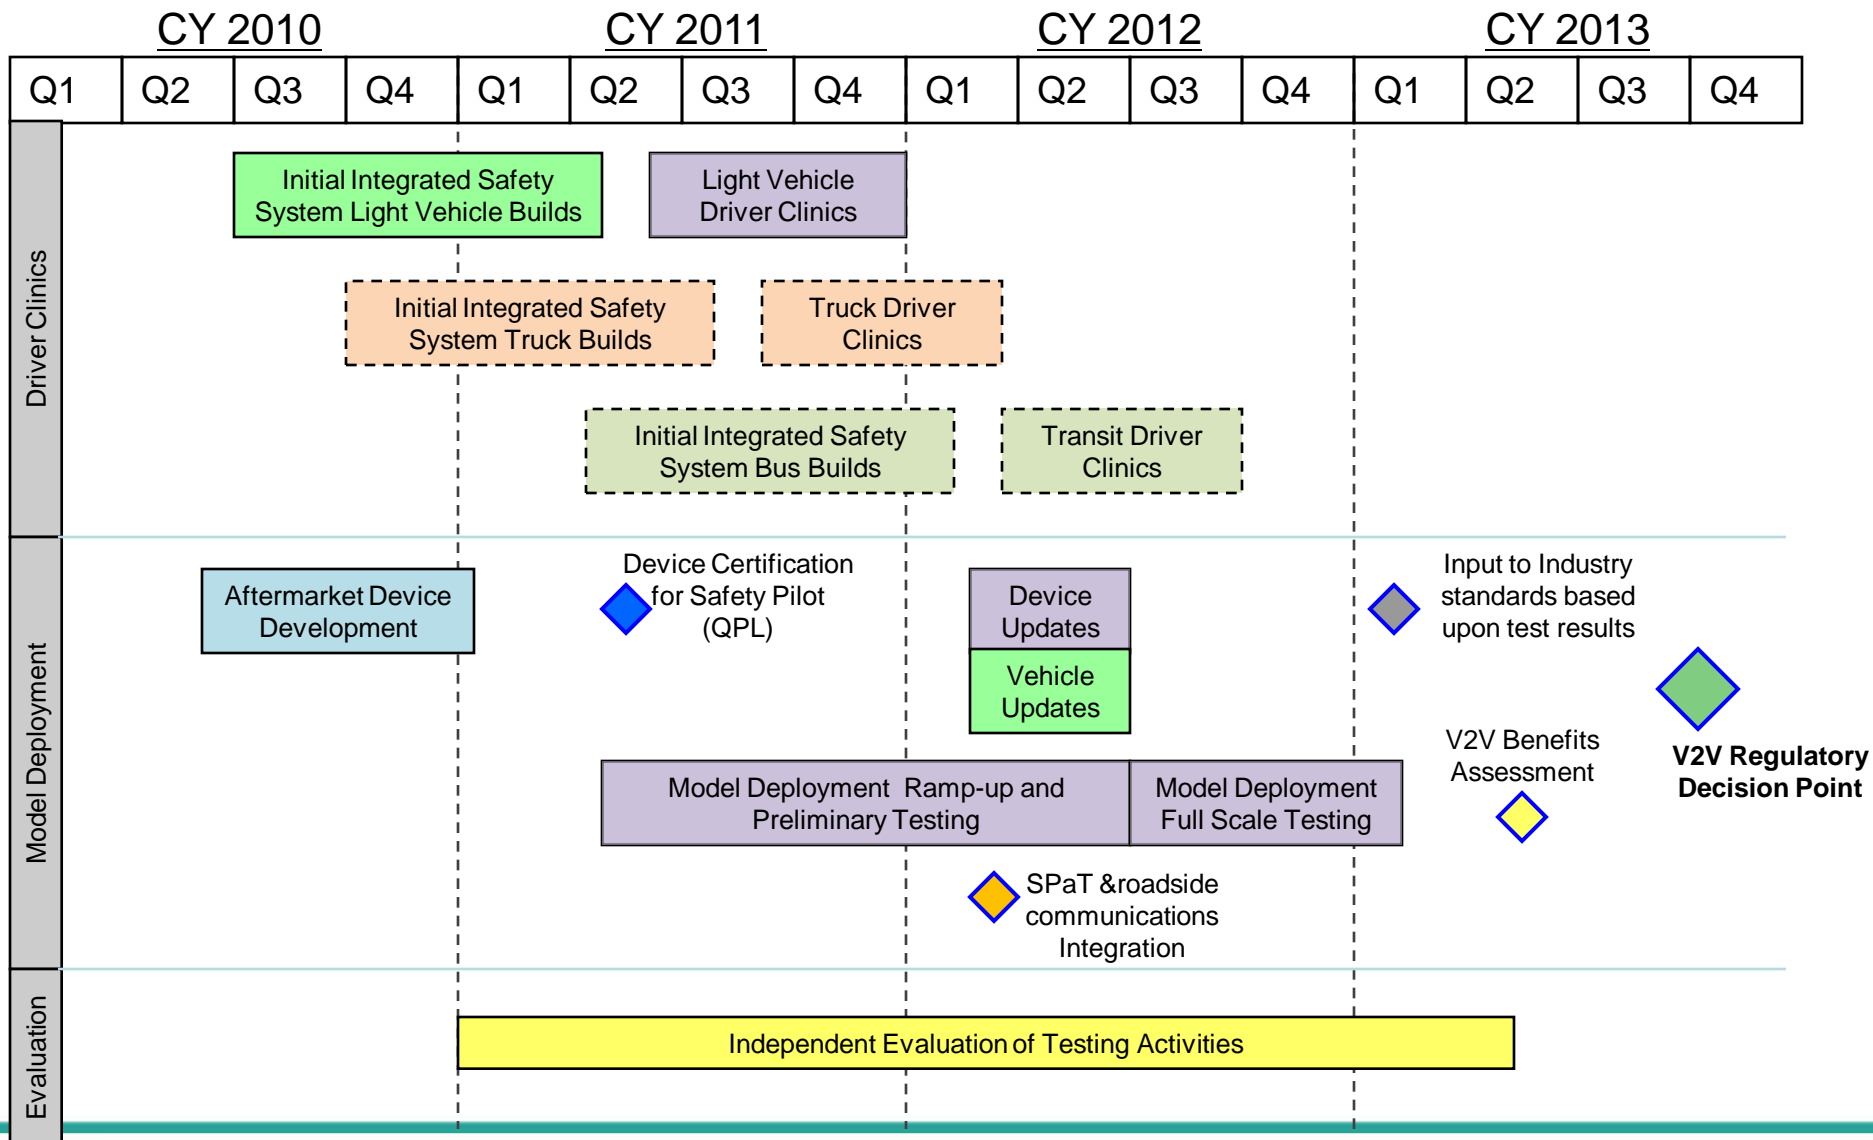 CY 2010
CY 2011
CY 2012
CY 2013
Q1 Q2 Q3 Q4 Q1 Q2 Q3 Q4 Q1 Q2 Q3 Q4 Q1 Q2 Q3 Q4
Driver Clinics
Initial Integrated Safety
System Light Vehicle Builds
Light Vehicle
Driver Clinics
Initial Integrated Safety
System Truck Builds
Truck Driver
Clinics
Initial Integrated Safety
System Bus Builds
Transit Driver
Clinics
Model Deployment
Aftermarket Device
Development
Device Certification
for Safety Pilot
(QPL)
Device
Updates
Vehicle
Updates
Input to Industry
standards based
upon test results
V2V Regulatory
Decision Point
V2V Benefits
Assessment
Model Deployment Ramp-up and
Preliminary Testing
Model Deployment
Full Scale Testing
SPaT &roadside
communications
Integration
Evaluation
Independent Evaluation of Testing Activities